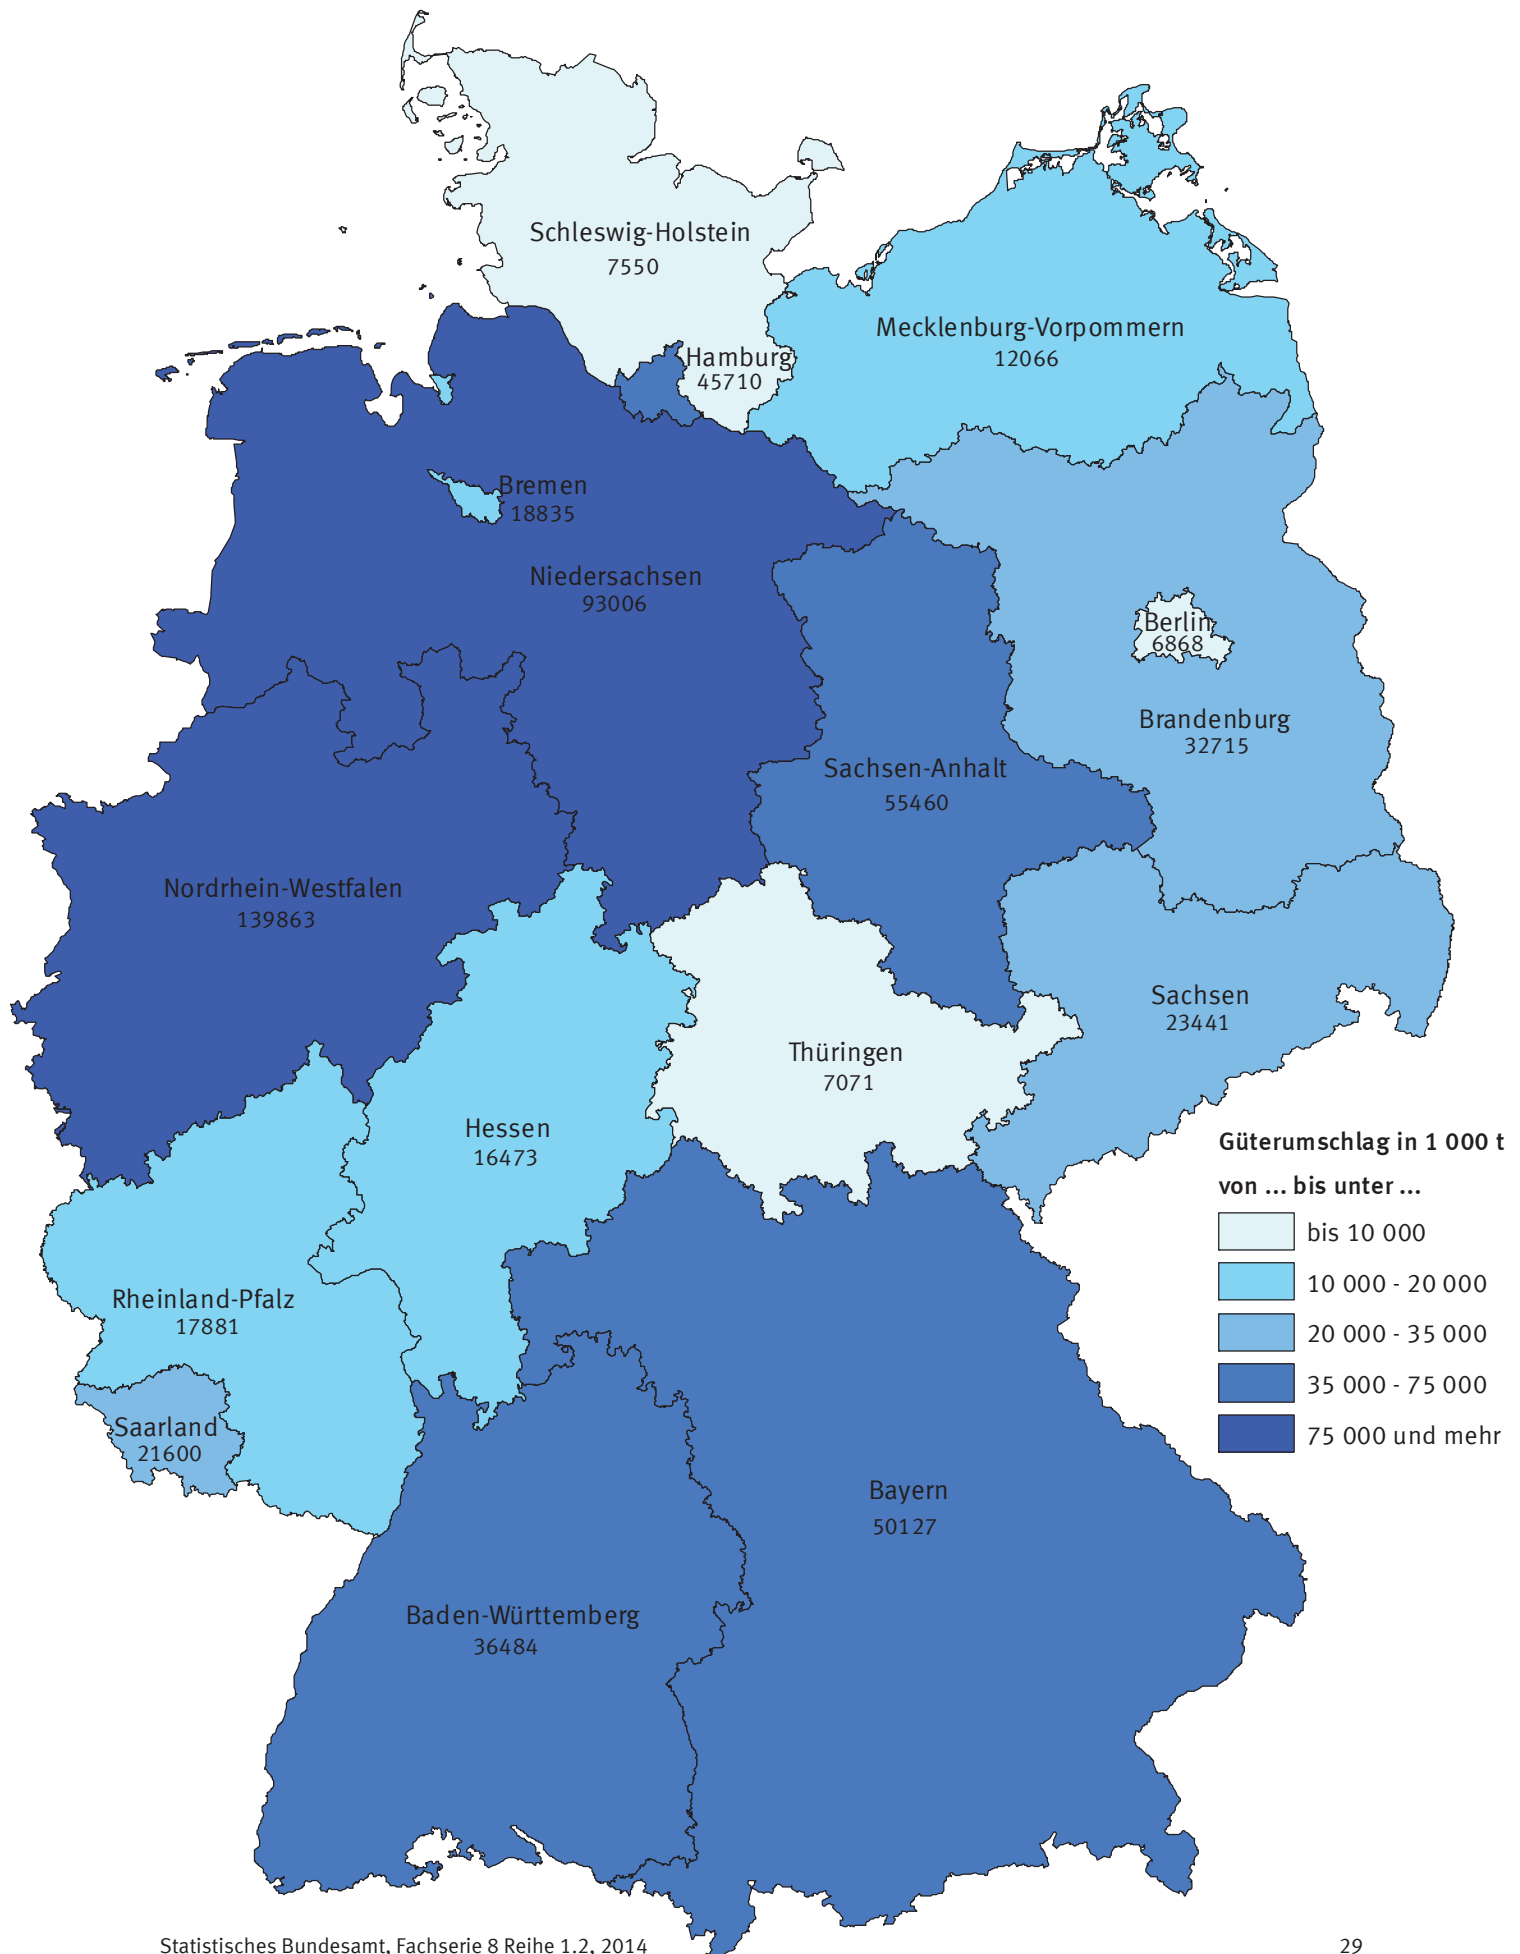 Schleswig-Holstein
7550
Mecklenburg-Vorpommern
12066
Hamburg
45710
Bremen
18835
Niedersachsen
93006
Berlin
6868
Brandenburg
32715
Sachsen-Anhalt
55460
Nordrhein-Westfalen
139863
Sachsen
23441
Thüringen
7071
Hessen
16473
Rheinland-Pfalz
17881
Saarland
21600
Bayern
50127
Baden-Württemberg
36484
Güterumschlag in 1 000 t
von ... bis unter ...
bis 10 000
10 000 - 20 000
20 000 - 35 000
35 000 - 75 000
75 000 und mehr
Statistisches Bundesamt, Fachserie 8 Reihe 1.2, 2014
29